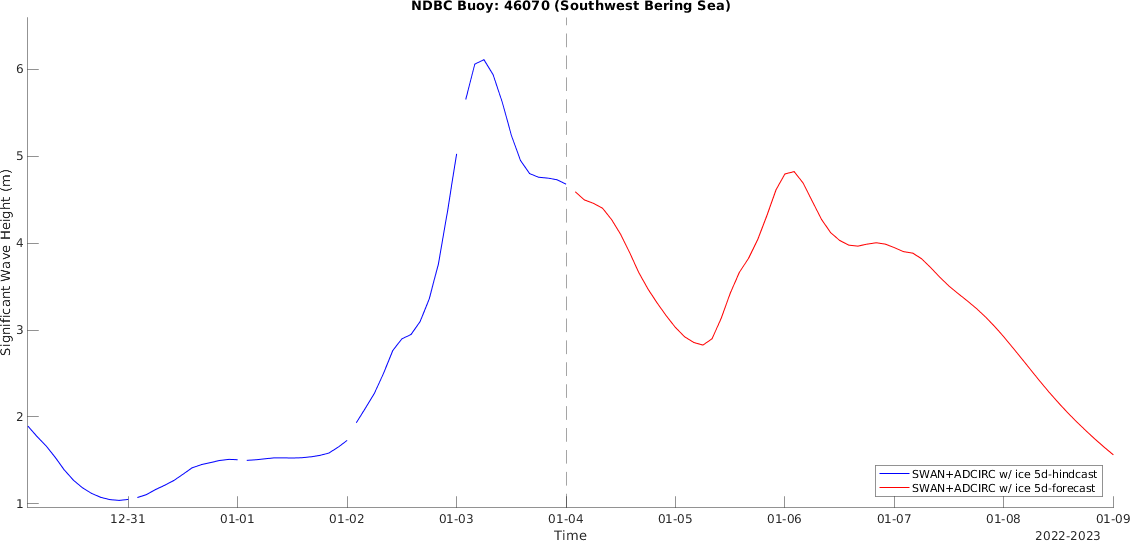 NDBC Buoy: 46070 (Southwest Bering Sea)
Significant Wave Height (m)
6
5
4
3
2
1
SWAN+ADCIRC w/ ice 5d-hindcast
SWAN+ADCIRC w/ ice 5d-forecast
12-31 01-01 01-02 01-03 01-04 01-05 01-06 01-07 01-08 01-09
Time
2022-2023